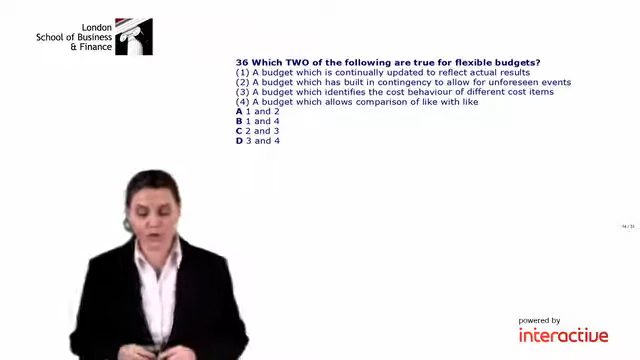 London
School of Business
& Finance
36 Which TWO of the following are true for flexible budgets?
(1) A budget which is continually updated to reflect actual results
(2) A budget which has built in contingency to allow for unforeseen events
(3) A budget which identifies the cost behaviour of different cost items
(4) A budget which allows comparison of like with like
A 1 and 2
B 1 and 4
C 2 and 3
D 3 and 4
powered by
interactive